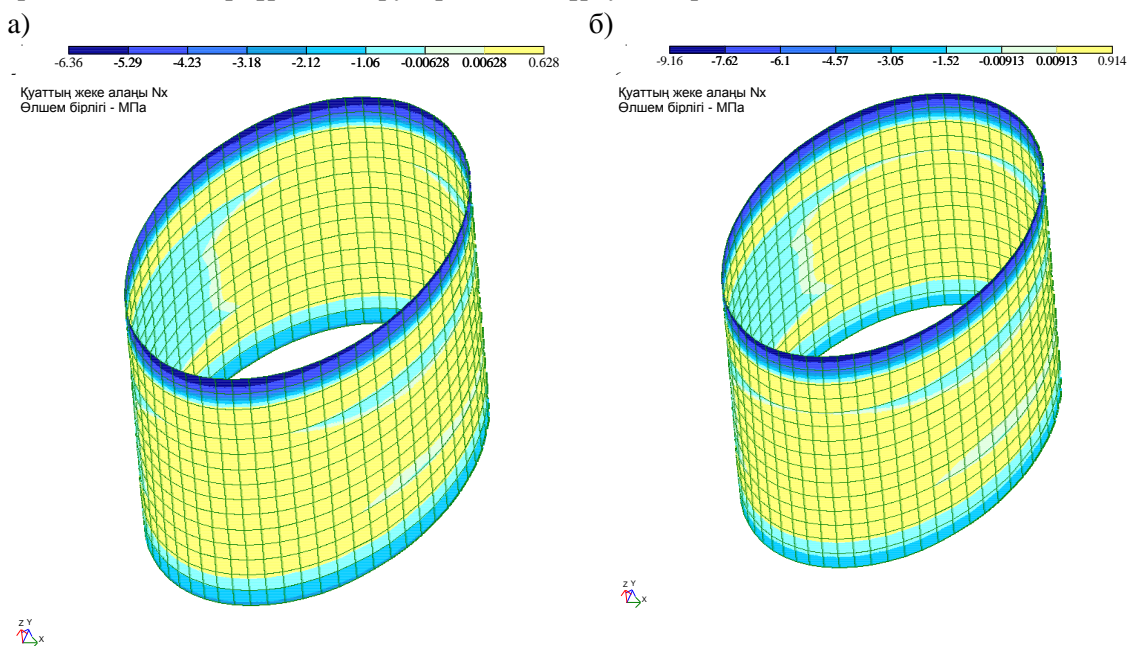 а)
-6.36 -5.29 -4.23 -3.18 -2.12 -1.06 -0.00628 0.00628 0.628
Қуаттың жеке алаңы Nx
Өлшем бірлігі - МПа
Z Y
X
б)
-9.16 -7.62 -6.1 -4.57 -3.05 -1.52 -0.00913 0.00913 0.914
Қуаттың жеке алаңы Nx
Өлшем бірлігі - МПа
Z Y
X